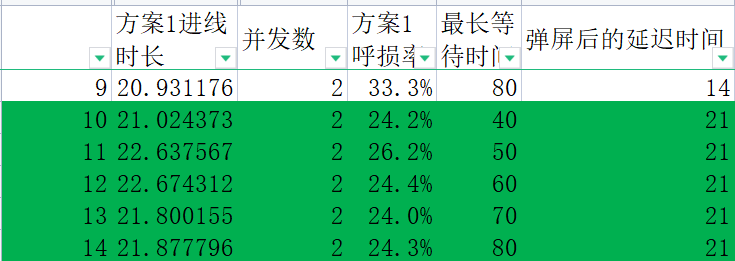 方案1进线时长 并发数 方案1呼损率 最长等待时间 弹屏后的延迟时间
9 20.931176 2 33.3% 80 14
10 21.024373 2 24.2% 40 21
11 22.637567 2 26.2% 50 21
12 22.674312 2 24.4% 60 21
13 21.800155 2 24.0% 70 21
14 21.877796 2 24.3% 80 21